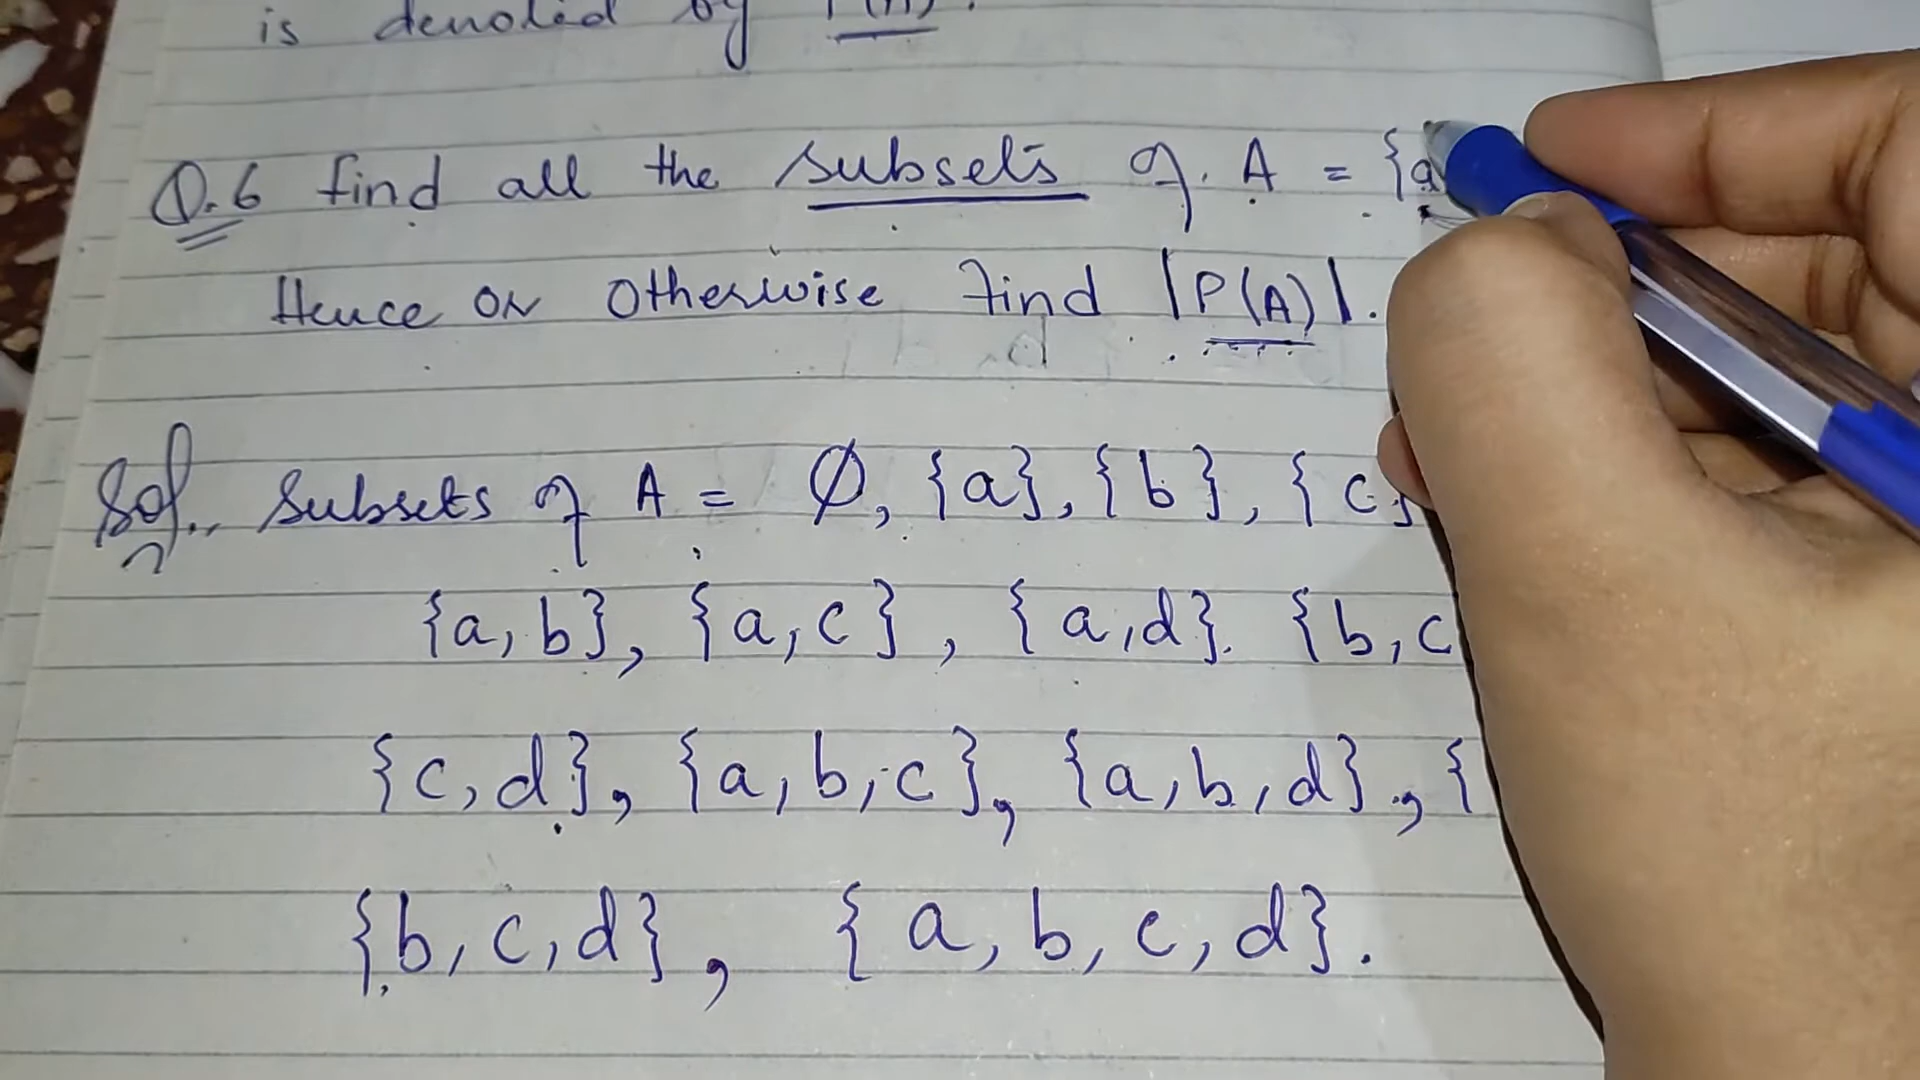 is denoted by P(A).
Q.6 find all the subsets of. A = {a
Hence or Otherwise find |P(A)|.
Sol. Subsets of A = Ø, {a}, {b}, {c}
{a, b}, {a, c}, {a, d}. {b, c
{c, d}, {a, b, c}, {a, b, d}, {
{b, c, d}, {a, b, c, d}.